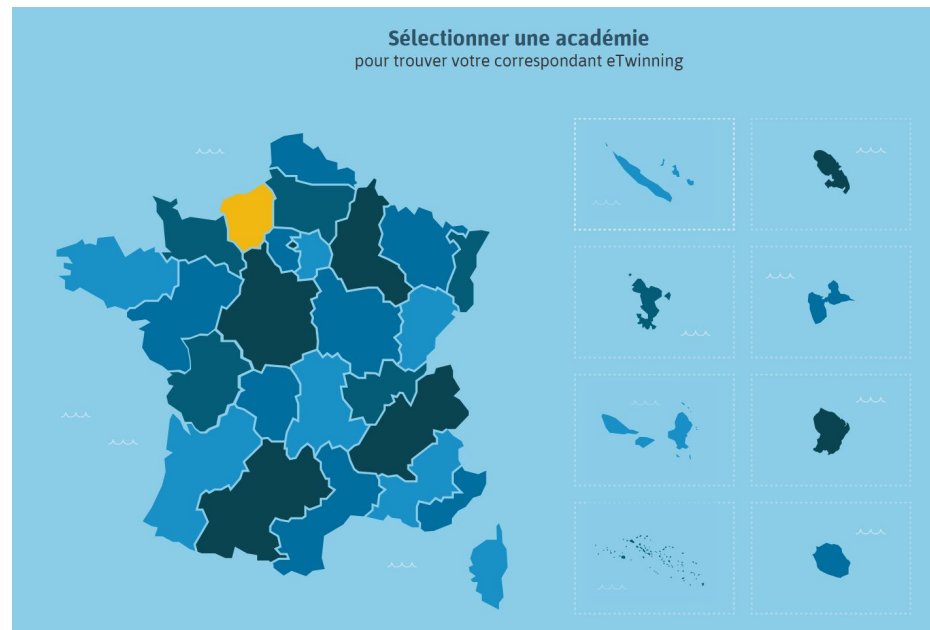 Sélectionner une académie
pour trouver votre correspondant eTwinning